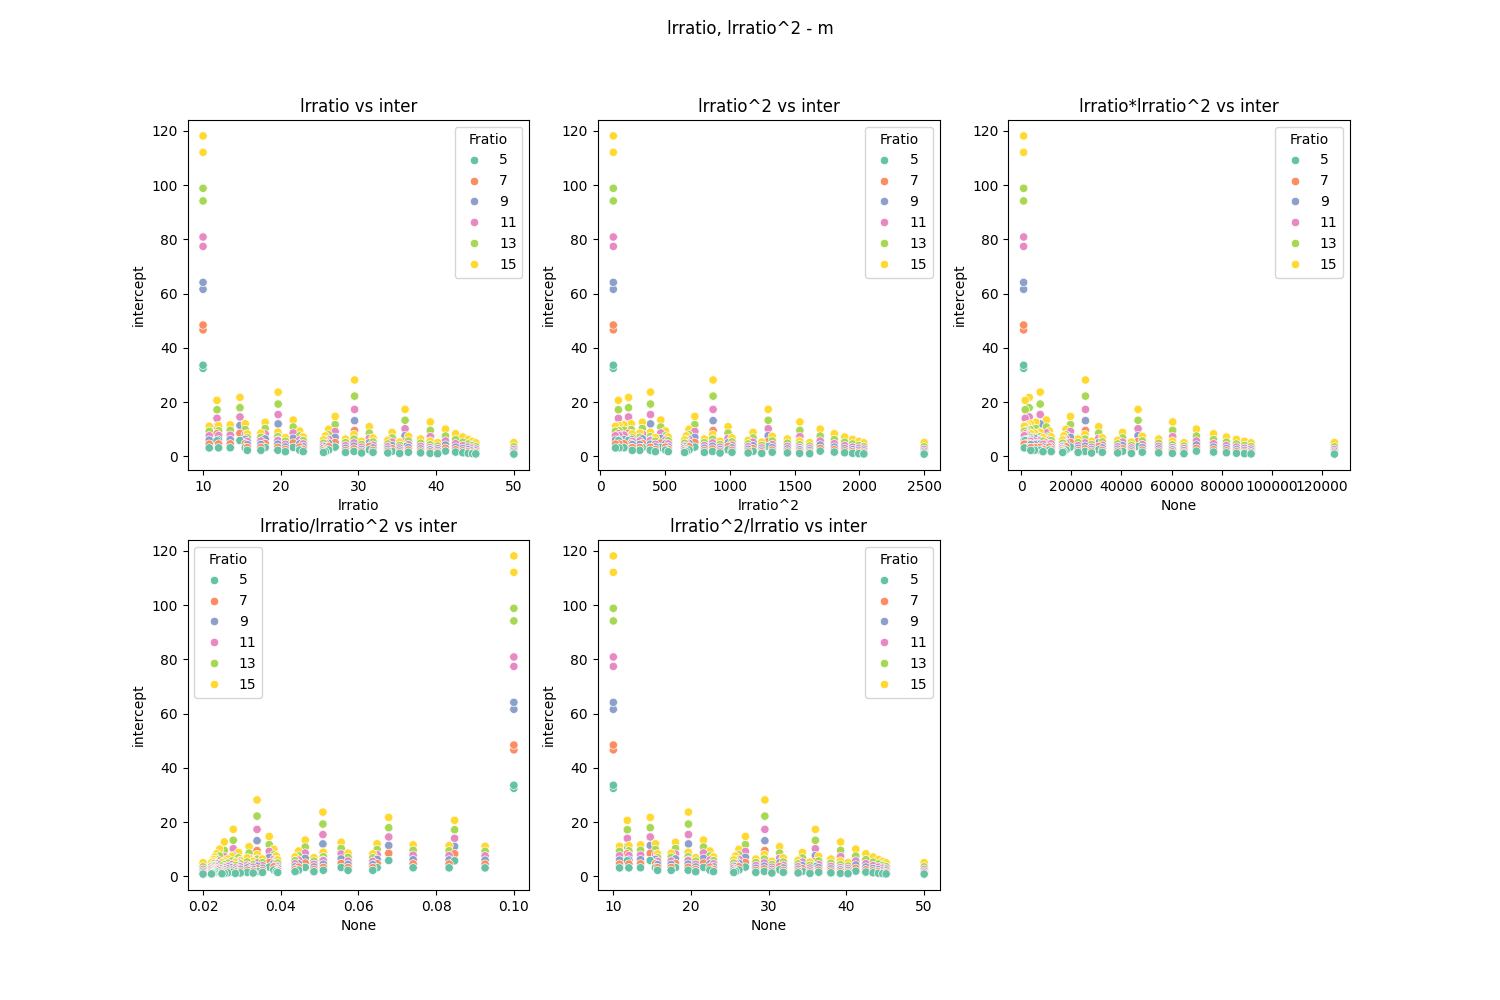 lrratio, lrratio^2 - m
lrratio vs inter
120
100
80
60
40
20
0
intercept
Fratio
5
7
9
11
13
15
10 20 30 40 50
lrratio
lrratio^2 vs inter
120
100
80
60
40
20
0
intercept
Fratio
5
7
9
11
13
15
0 500 1000 1500 2000 2500
lrratio^2
lrratio*lrratio^2 vs inter
120
100
80
60
40
20
0
intercept
Fratio
5
7
9
11
13
15
0 20000 40000 60000 80000 100000 120000
None
lrratio/lrratio^2 vs inter
120
100
80
60
40
20
0
intercept
Fratio
5
7
9
11
13
15
0.02 0.04 0.06 0.08 0.10
None
lrratio^2/lrratio vs inter
120
100
80
60
40
20
0
intercept
Fratio
5
7
9
11
13
15
10 20 30 40 50
None